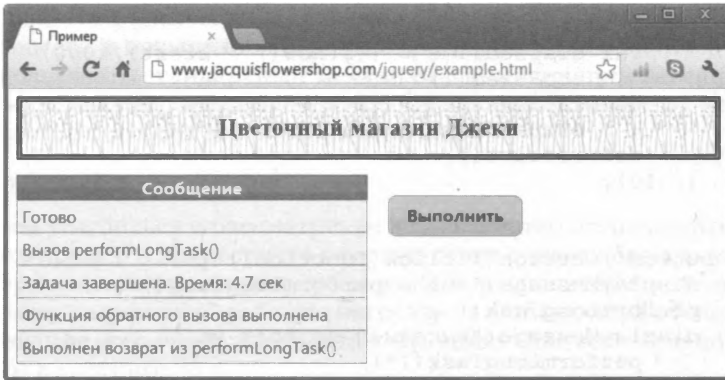 Пример
www.jacquisflowershop.com/jquery/example.html
Цветочный магазин Джеки
Сообщение
Готово
Вызов performLongTask()
Задача завершена. Время: 4.7 сек
Функция обратного вызова выполнена
Выполнен возврат из performLongTask()
Выполнить